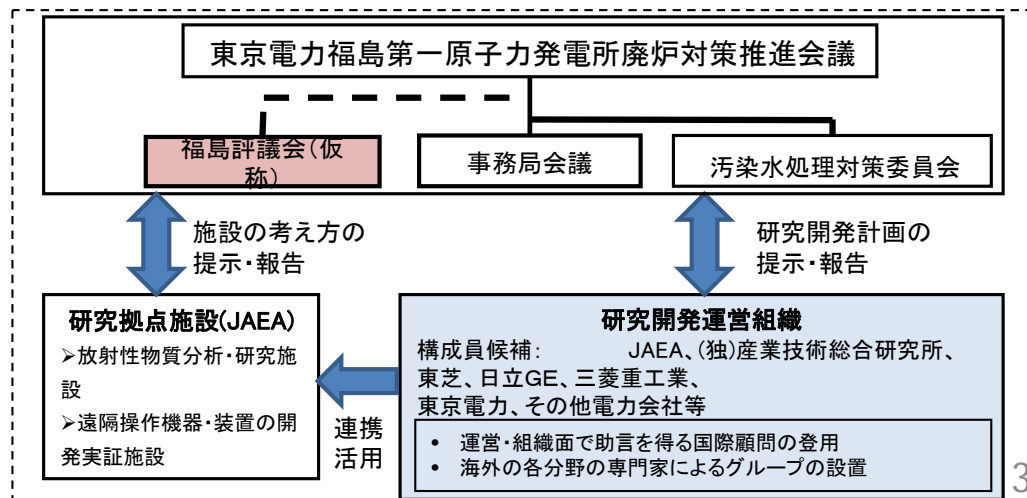 東京電力福島第一原子力発電所廃炉対策推進会議
福島評議会(仮
称)
事務局会議
汚染水処理対策委員会
施設の考え方の
提示・報告
研究開発計画の
提示・報告
研究拠点施設(JAEA)
➢放射性物質分析・研究施
設
➢遠隔操作機器・装置の開
発実証施設
連携
活用
研究開発運営組織
構成員候補: JAEA、(独)産業技術総合研究所、
東芝、日立GE、三菱重工業、
東京電力、その他電力会社等
• 運営・組織面で助言を得る国際顧問の登用
• 海外の各分野の専門家によるグループの設置
3